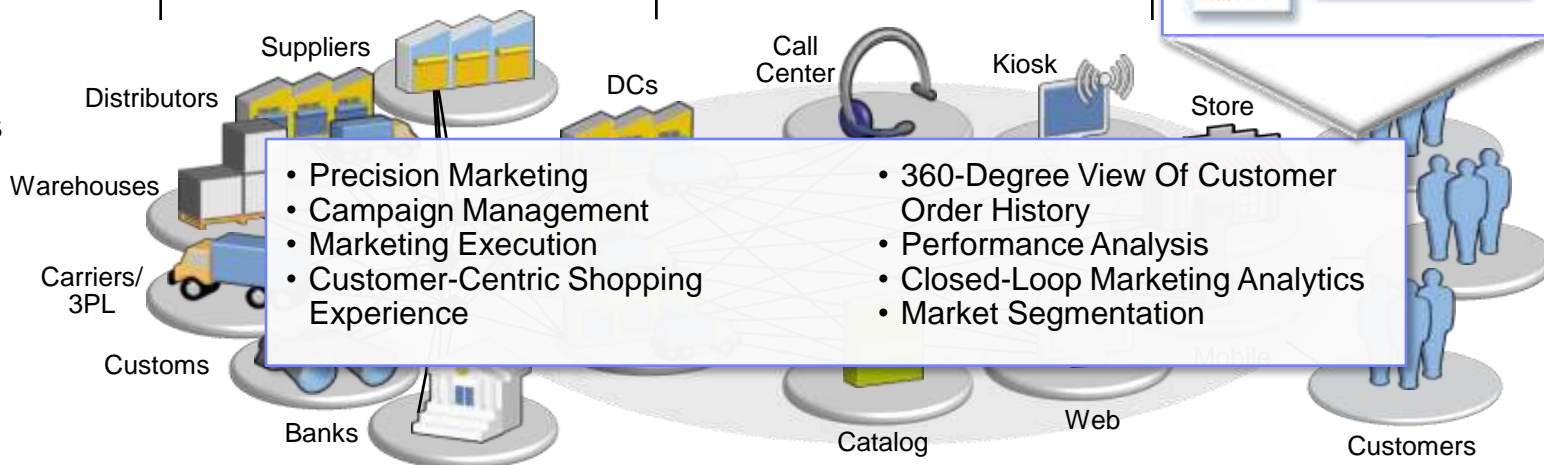 Suppliers
Call
Center
Kiosk
DCs
Distributors
Store
s
Warehouses
• Precision Marketing
• Campaign Management
• Marketing Execution
• Customer-Centric Shopping
Experience
• 360-Degree View Of Customer
Order History
• Performance Analysis
• Closed-Loop Marketing Analytics
• Market Segmentation
Carriers/
3PL
Customs
Mobile
Banks
Catalog
Web
Customers